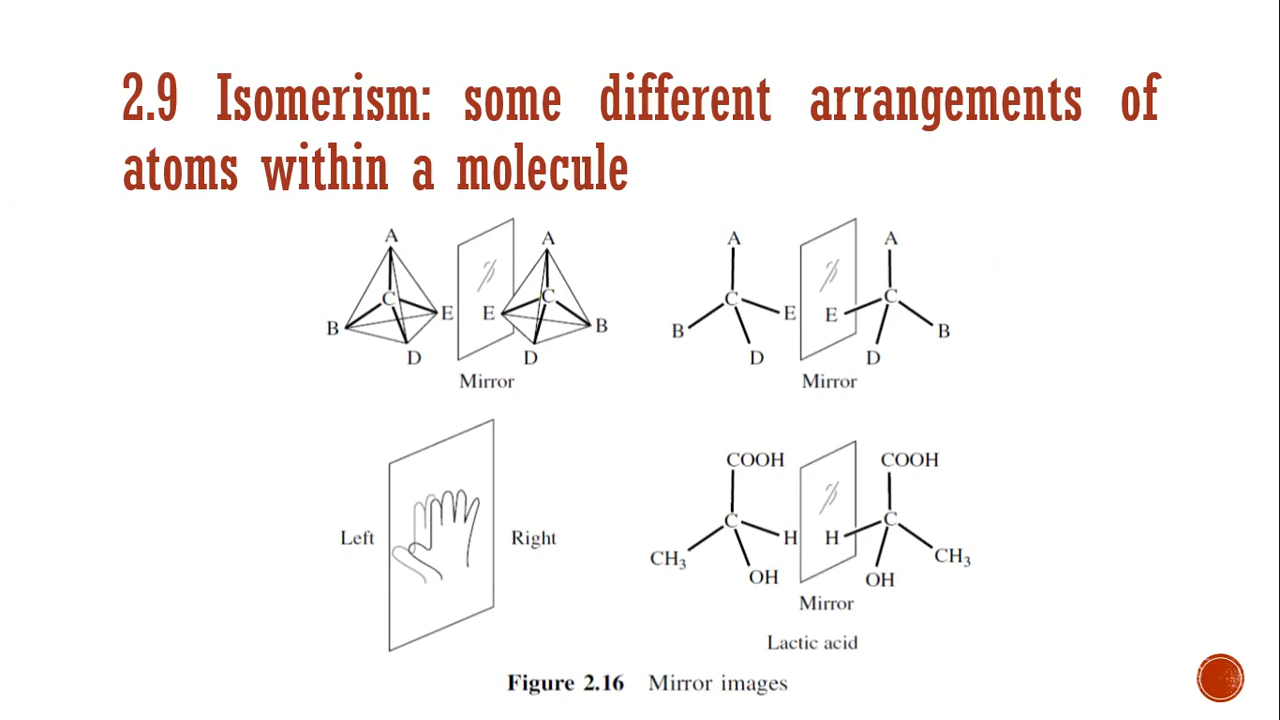 2.9 Isomerism: some different arrangements of
atoms within a molecule
A
C
B
E
D
A
C
E
B
D
Mirror
A
C
B
E
D
A
C
E
B
D
Mirror
Left
Right
COOH
C
H
CH₃
OH
COOH
C
H
CH₃
OH
Mirror
Lactic acid
Figure 2.16 Mirror images